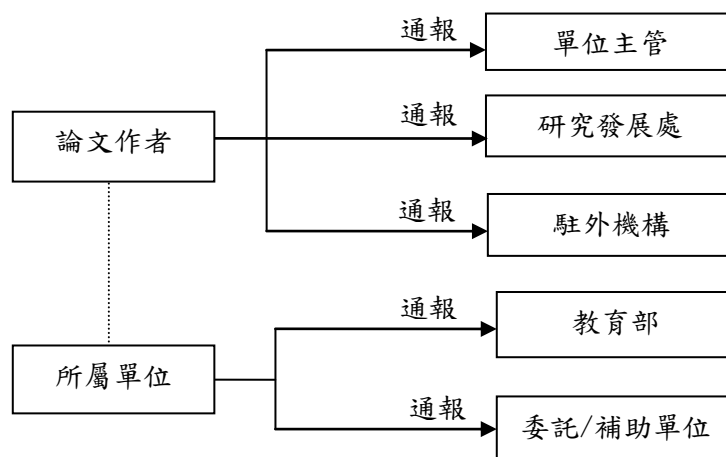 通報
單位主管
論文作者
通報
研究發展處
通報
駐外機構
通報
教育部
所屬單位
通報
委託/補助單位